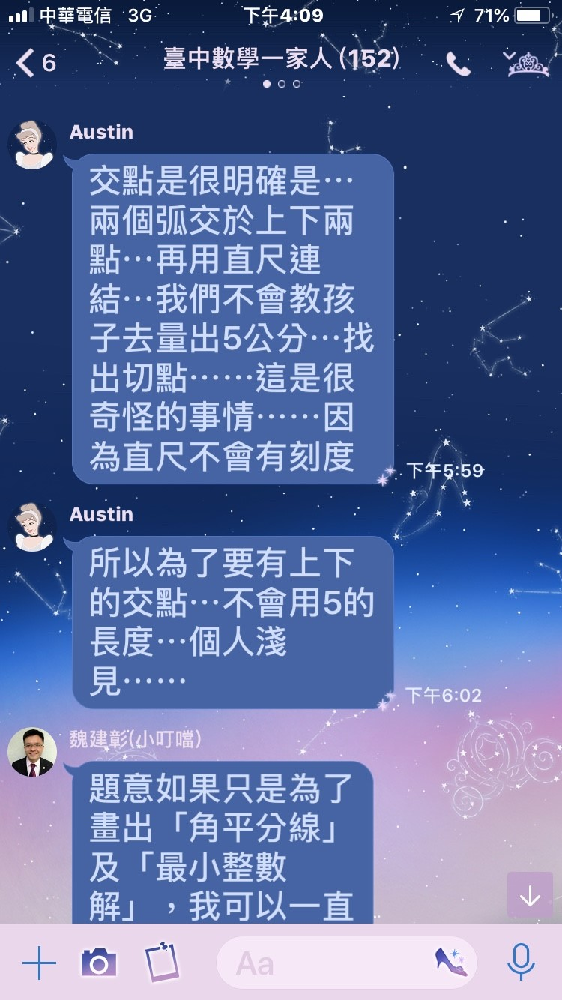 中華電信 3G 下午4:09 71%
6 臺中數學一家人 (152)
Austin
交點是很明確是⋯
兩個弧交於上下兩
點⋯再用直尺連
結⋯我們不會教孩
子去量出5公分⋯找
出切點⋯⋯這是很
奇怪的事情⋯⋯因
為直尺不會有刻度
下午5:59
Austin
所以為了要有上下
的交點⋯不會用5的
長度⋯個人淺
見⋯⋯
下午6:02
魏建彰(小叮噹)
題意如果只是為了
畫出「角平分線」
及「最小整數
解」，我可以一直
Aa